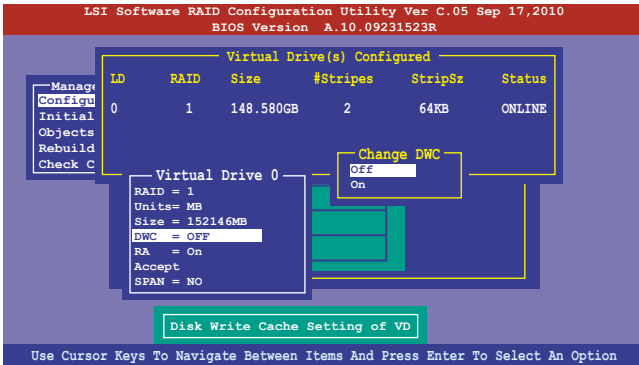 LSI Software RAID Configuration Utility Ver C.05 Sep 17,2010
BIOS Version A.10.09231523R
Virtual Drive(s) Configured
LD RAID Size #Stripes StripSz Status
0 1 148.580GB 2 64KB ONLINE
Manage
Configu
Initial
Objects
Rebuild
Check C
Change DWC
Off
On
Virtual Drive 0
RAID = 1
Units= MB
Size = 152146MB
DWC = OFF
RA = On
Accept
SPAN = NO
Disk Write Cache Setting of VD
Use Cursor Keys To Navigate Between Items And Press Enter To Select An Option